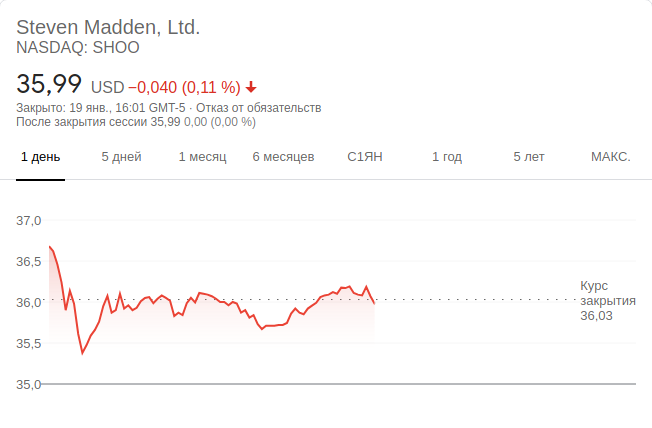 Steven Madden, Ltd.
NASDAQ: SHOO
35,99 USD −0,040 (0,11 %)
Закрыто: 19 янв., 16:01 GMT-5 · Отказ от обязательств
После закрытия сессии 35,99 0,00 (0,00 %)
1 день 5 дней 1 месяц 6 месяцев С1ЯН 1 год 5 лет МАКС.
37,0
36,5
36,0
35,5
35,0
Курс
закрытия
36,03